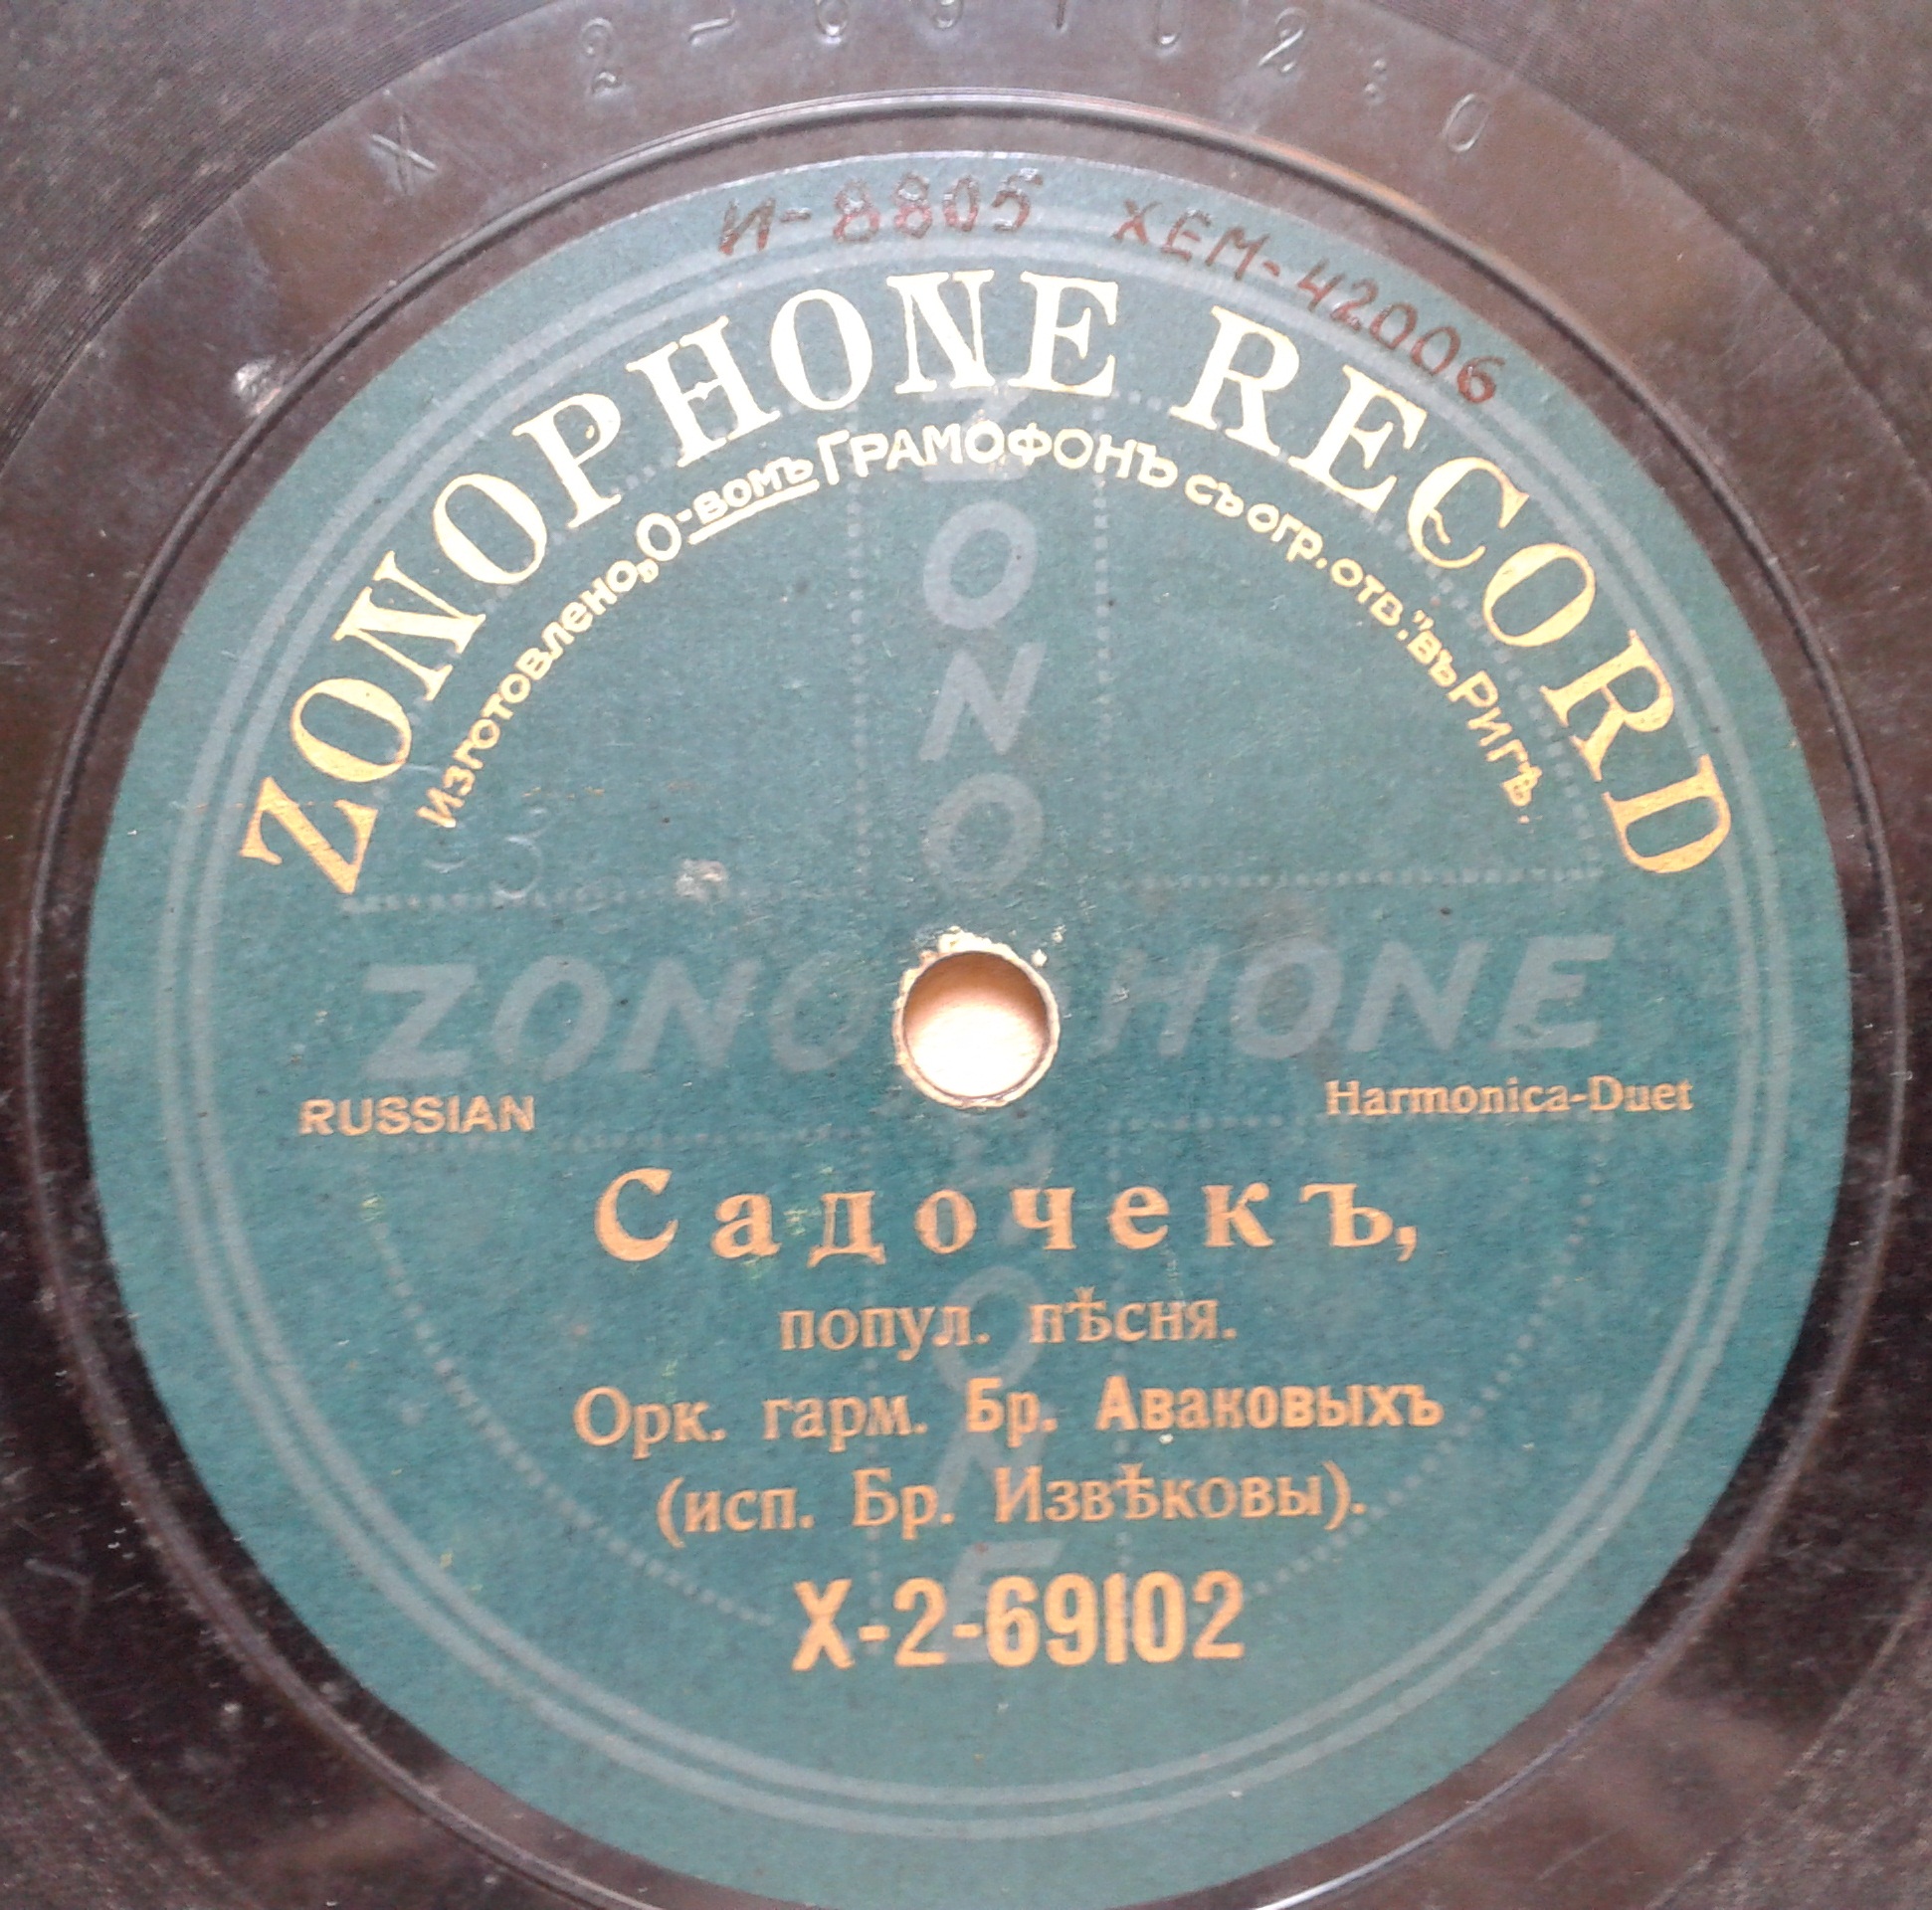 X 2-69102:0
И-8805 ХЕМ-42006
ZONOPHONE RECORD
Изготовлено „О-вомъ ГРАМОФОНЪ съ огр. отв.” въ Ригѣ.
ZONOPHONE
ZONOPHONE
RUSSIAN
Harmonica-Duet
Садочекъ,
попул. пѣсня.
Орк. гарм. Бр. Аваковыхъ
(исп. Бр. Извѣковы).
X-2-69102